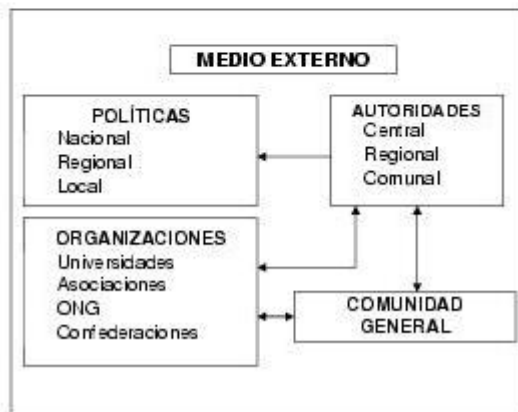 MEDIO EXTERNO
POLÍTICAS
Nacional
Regional
Local
AUTORIDADES
Central
Regional
Comunal
ORGANIZACIONES
Universidades
Asociaciones
ONG
Confederaciones
COMUNIDAD
GENERAL